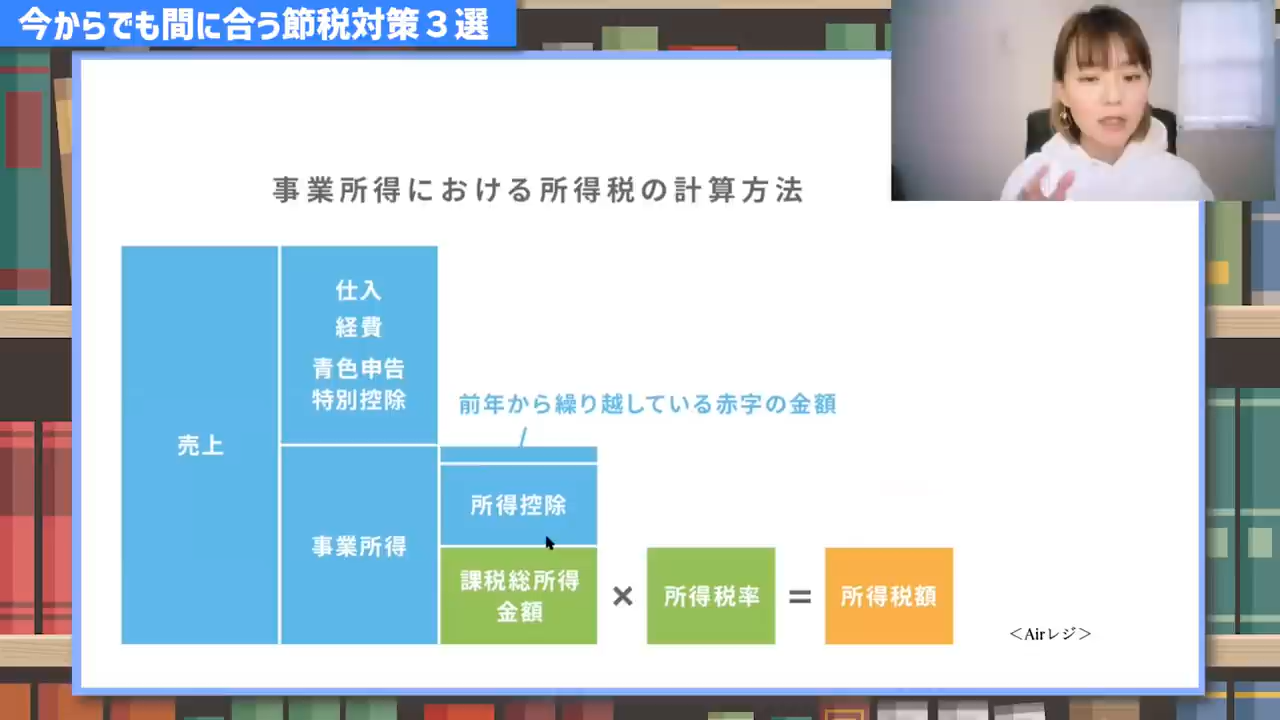 今からでも間に合う節税対策３選
事業所得における所得税の計算方法
売上
仕入
経費
青色申告
特別控除
事業所得
前年から繰り越している赤字の金額
所得控除
課税総所得
金額
×
所得税率
=
所得税額
＜Airレジ＞